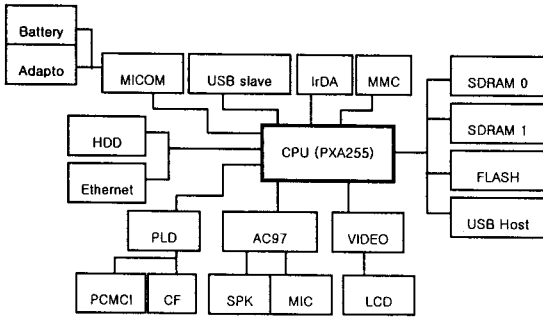 Battery
Adapto
MICOM
USB slave
IrDA
MMC
SDRAM 0
SDRAM 1
HDD
CPU (PXA255)
Ethernet
FLASH
USB Host
PLD
AC97
VIDEO
PCMCI
CF
SPK
MIC
LCD